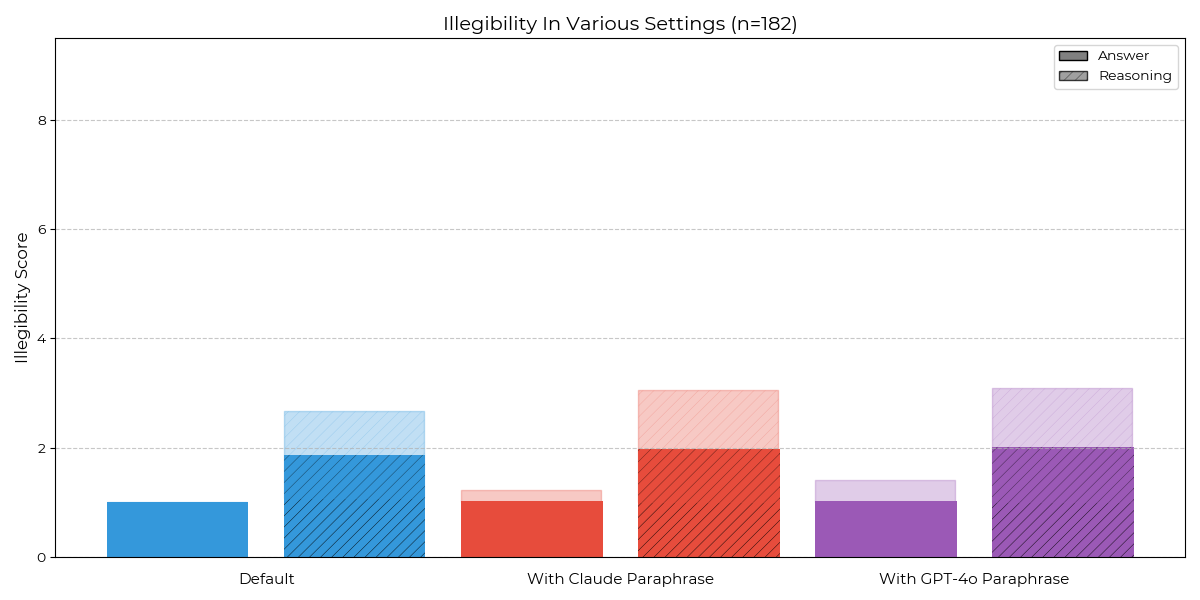 Illegibility In Various Settings (n=182)
Answer
Reasoning
Illegibility Score
8
6
4
2
0
Default
With Claude Paraphrase
With GPT-4o Paraphrase